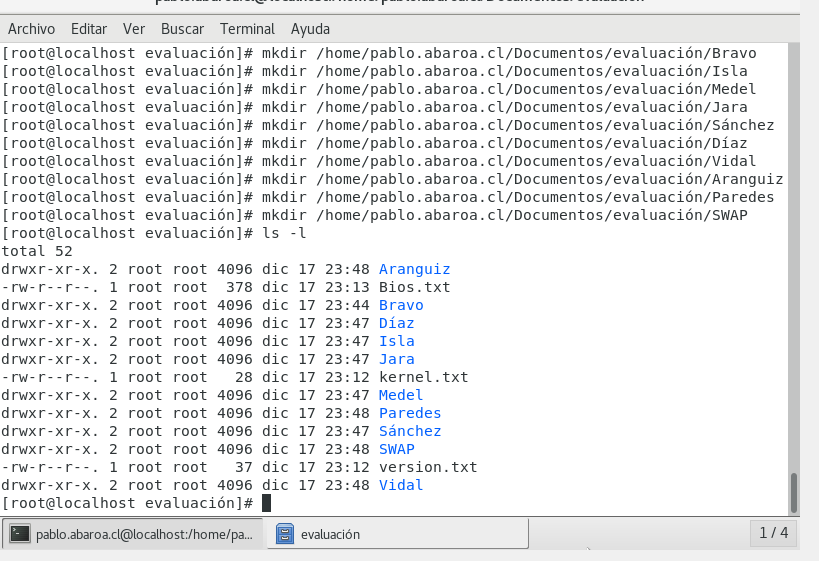 Archivo Editar Ver Buscar Terminal Ayuda
[root@localhost evaluación]# mkdir /home/pablo.abaroa.cl/Documentos/evaluación/Bravo
[root@localhost evaluación]# mkdir /home/pablo.abaroa.cl/Documentos/evaluación/Isla
[root@localhost evaluación]# mkdir /home/pablo.abaroa.cl/Documentos/evaluación/Medel
[root@localhost evaluación]# mkdir /home/pablo.abaroa.cl/Documentos/evaluación/Jara
[root@localhost evaluación]# mkdir /home/pablo.abaroa.cl/Documentos/evaluación/Sánchez
[root@localhost evaluación]# mkdir /home/pablo.abaroa.cl/Documentos/evaluación/Díaz
[root@localhost evaluación]# mkdir /home/pablo.abaroa.cl/Documentos/evaluación/Vidal
[root@localhost evaluación]# mkdir /home/pablo.abaroa.cl/Documentos/evaluación/Aranguiz
[root@localhost evaluación]# mkdir /home/pablo.abaroa.cl/Documentos/evaluación/Paredes
[root@localhost evaluación]# mkdir /home/pablo.abaroa.cl/Documentos/evaluación/SWAP
[root@localhost evaluación]# ls -l
total 52
drwxr-xr-x. 2 root root 4096 dic 17 23:48 Aranguiz
-rw-r--r--. 1 root root  378 dic 17 23:13 Bios.txt
drwxr-xr-x. 2 root root 4096 dic 17 23:44 Bravo
drwxr-xr-x. 2 root root 4096 dic 17 23:47 Díaz
drwxr-xr-x. 2 root root 4096 dic 17 23:47 Isla
drwxr-xr-x. 2 root root 4096 dic 17 23:47 Jara
-rw-r--r--. 1 root root   28 dic 17 23:12 kernel.txt
drwxr-xr-x. 2 root root 4096 dic 17 23:47 Medel
drwxr-xr-x. 2 root root 4096 dic 17 23:48 Paredes
drwxr-xr-x. 2 root root 4096 dic 17 23:47 Sánchez
drwxr-xr-x. 2 root root 4096 dic 17 23:48 SWAP
-rw-r--r--. 1 root root   37 dic 17 23:12 version.txt
drwxr-xr-x. 2 root root 4096 dic 17 23:48 Vidal
[root@localhost evaluación]#
pablo.abaroa.cl@localhost:/home/pa... evaluación 1 / 4